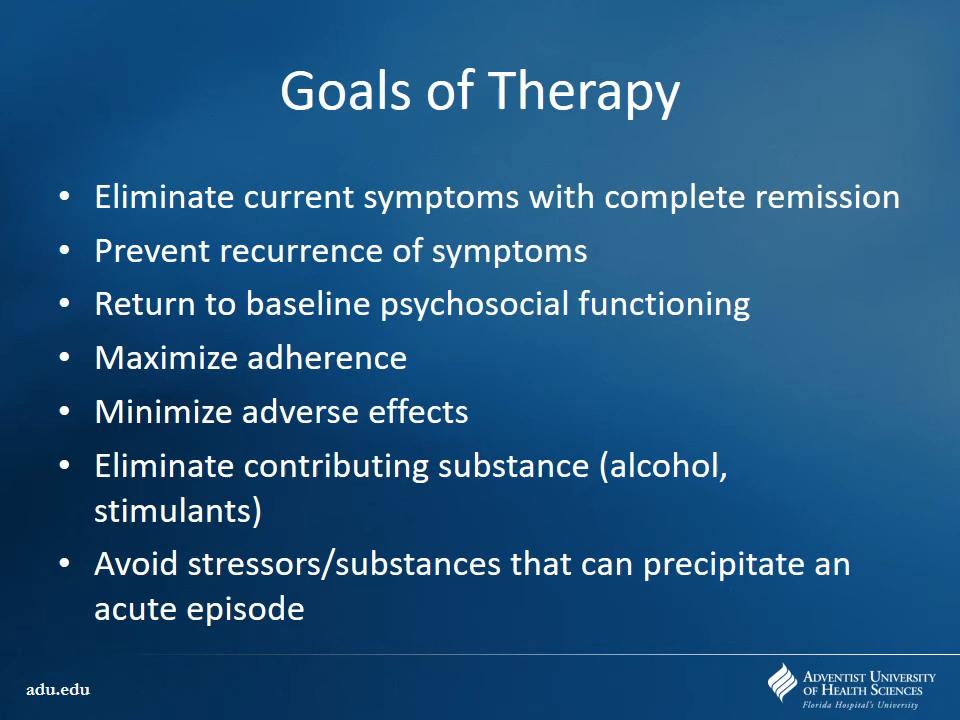 Goals of Therapy
• Eliminate current symptoms with complete remission
• Prevent recurrence of symptoms
• Return to baseline psychosocial functioning
• Maximize adherence
• Minimize adverse effects
• Eliminate contributing substance (alcohol,
stimulants)
• Avoid stressors/substances that can precipitate an
acute episode
adu.edu
ADVENTIST UNIVERSITY
OF HEALTH SCIENCES
Florida Hospital's University